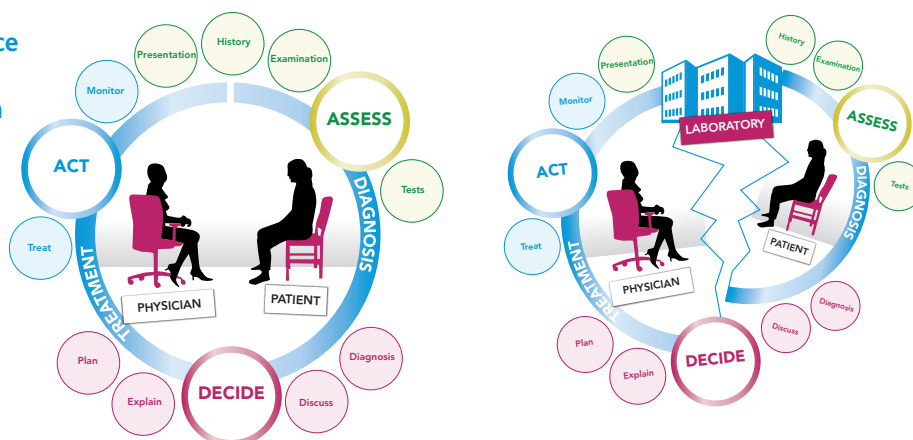 ce
Presentation
History
Examination
Monitor
ASSESS
ACT
Tests
DIAGNOSIS
Treat
TREATMENT
PHYSICIAN
PATIENT
Plan
Diagnosis
DECIDE
Explain
Discuss
History
Examination
Presentation
Monitor
LABORATORY
ASSESS
ACT
Tests
DIAGNOSIS
Treat
TREATMENT
PATIENT
PHYSICIAN
Diagnosis
Discuss
Plan
DECIDE
Explain